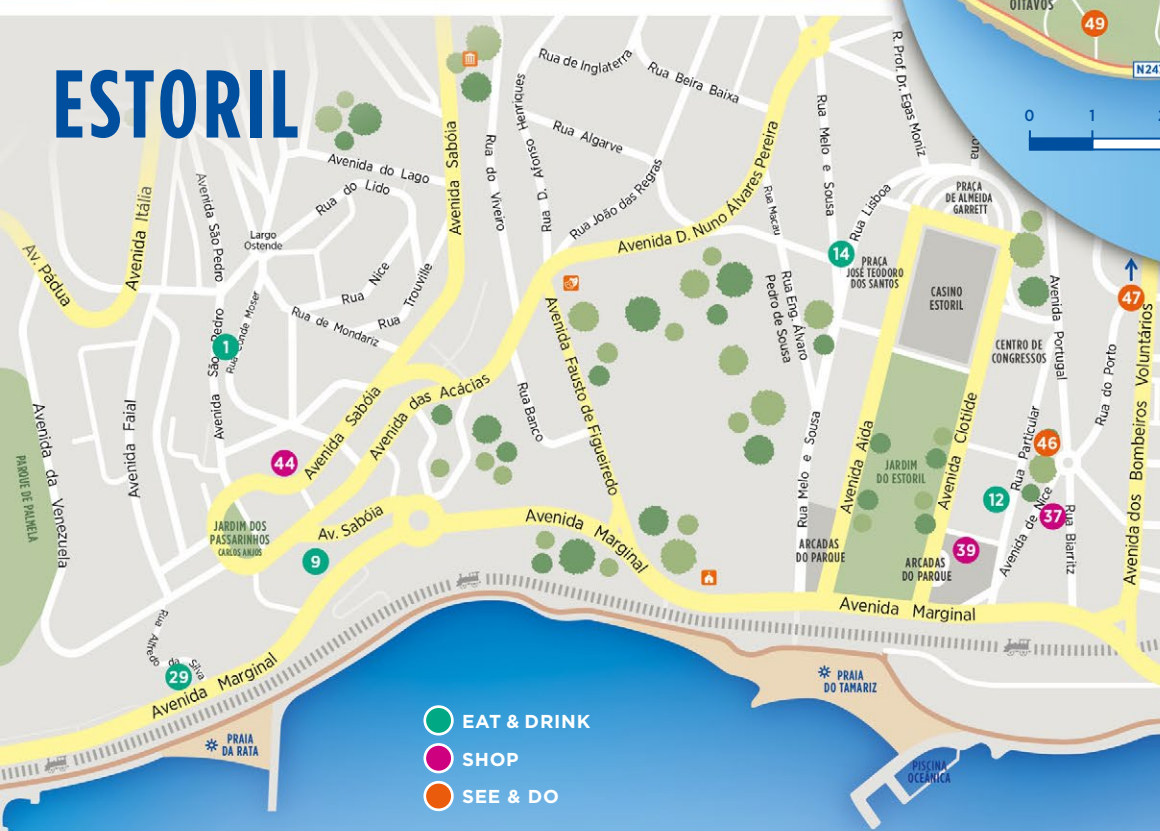 ESTORIL
OITAVOS
49
N247
0 1 2
Rua de Inglaterra
Rua Beira Baixa
Rua Algarve
Rua D. Afonso Henriques
Rua do Viveiro
Avenida Sabóia
Avenida do Lago
Rua do Lido
Largo
Ostende
Avenida São Pedro
Avenida Itália
Av. Pádua
Rua Nice
Rua Trouville
Rua de Mondariz
Rua Conde Moser
Avenida São Pedro
1
Rua João das Regras
Avenida D. Nuno Álvares Pereira
Rua Macau
Rua Melo e Sousa
R. Prof. Dr. Egas Moniz
Rua Lisboa
14
PRAÇA
JOSÉ TEODORO
DOS SANTOS
PRAÇA
DE ALMEIDA
GARRETT
CASINO
ESTORIL
Rua Eng. Álvaro
Pedro de Sousa
Avenida Portugal
CENTRO DE
CONGRESSOS
47
Rua do Porto
Avenida dos Bombeiros Voluntários
Avenida Fausto de Figueiredo
Avenida das Acácias
Avenida Sabóia
Rua Banco
Avenida Faial
Avenida da Venezuela
PARQUE DE PALMELA
44
JARDIM DOS
PASSARINHOS
CARLOS ANJOS
Av. Sabóia
9
Avenida Marginal
Rua Melo e Sousa
Avenida Aida
Avenida Clotilde
JARDIM
DO ESTORIL
ARCADAS
DO PARQUE
ARCADAS
DO PARQUE
39
12
Rua Particular
46
Avenida de Nice
37
Rua Biarritz
Avenida Marginal
Rua Alfredo da Silva
29
Avenida Marginal
PRAIA
DA RATA
PRAIA
DO TAMARIZ
PISCINA
OCEÂNICA
EAT & DRINK
SHOP
SEE & DO